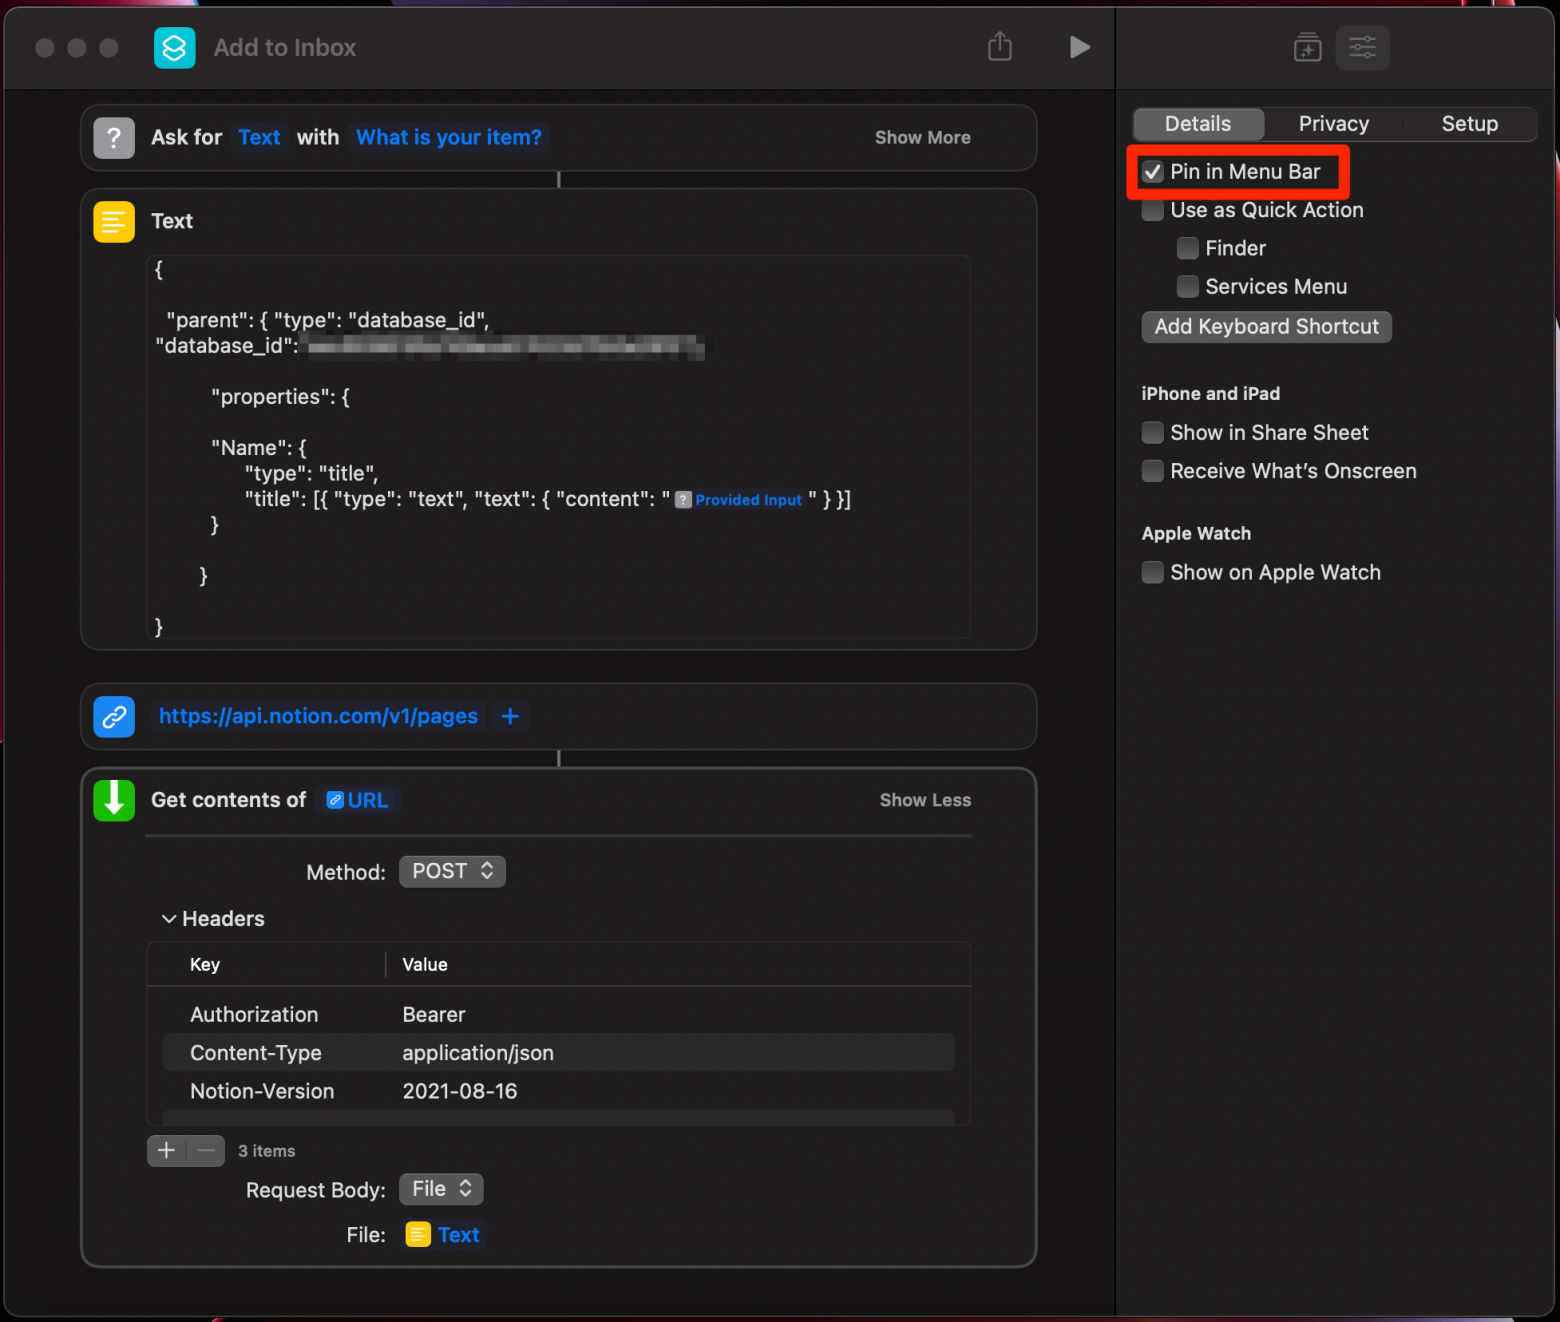 Add to Inbox
Ask for Text with What is your item?
Show More
Text
{
"parent": { "type": "database_id",
"database_id":
"properties": {
"Name": {
"type": "title",
"title": [{ "type": "text", "text": { "content": " Provided Input " } }]
}
}
}
https://api.notion.com/v1/pages
Get contents of URL
Show Less
Method: POST
Headers
Key Value
Authorization Bearer
Content-Type application/json
Notion-Version 2021-08-16
3 items
Request Body: File
File: Text
Details Privacy Setup
Pin in Menu Bar
Use as Quick Action
Finder
Services Menu
Add Keyboard Shortcut
iPhone and iPad
Show in Share Sheet
Receive What’s Onscreen
Apple Watch
Show on Apple Watch